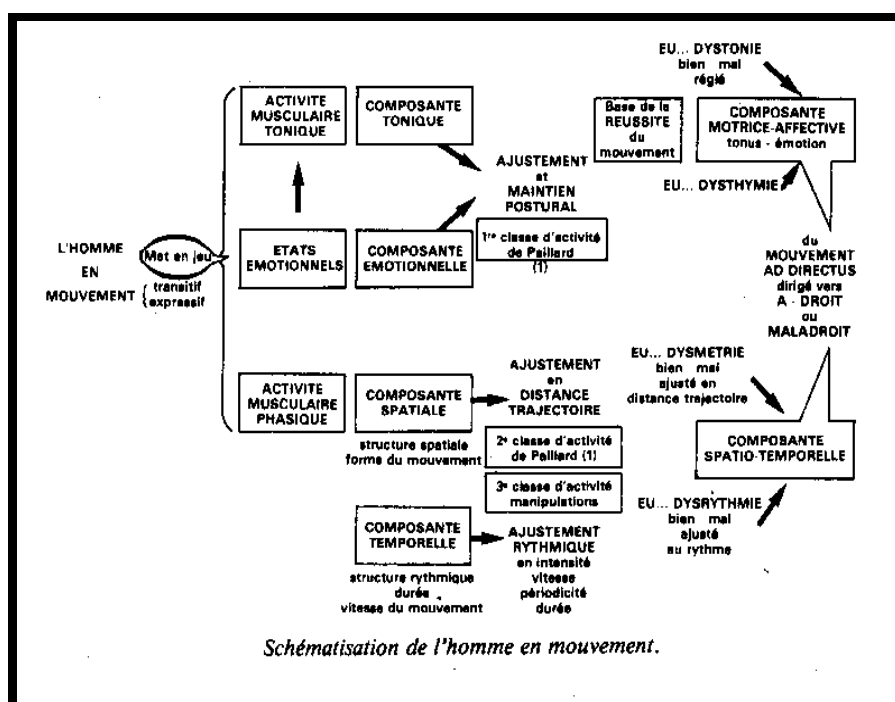 L'HOMME
EN
MOUVEMENT
Met en jeu
transitif
expressif
ACTIVITE
MUSCULAIRE
TONIQUE
ETATS
EMOTIONNELS
ACTIVITE
MUSCULAIRE
PHASIQUE
COMPOSANTE
TONIQUE
COMPOSANTE
EMOTIONNELLE
AJUSTEMENT
et
MAINTIEN
POSTURAL
1re classe d'activité
de Paillard
(1)
COMPOSANTE
SPATIALE
structure spatiale
forme du mouvement
AJUSTEMENT
en
DISTANCE
TRAJECTOIRE
2e classe d'activité
de Paillard (1)
3e classe d'activité
manipulations
COMPOSANTE
TEMPORELLE
structure rythmique
durée
vitesse du mouvement
AJUSTEMENT
RYTHMIQUE
en intensité
vitesse
périodicité
durée
EU... DYSTONIE
bien mal
réglé
Base de la
REUSSITE
du
mouvement
COMPOSANTE
MOTRICE-AFFECTIVE
tonus - émotion
EU... DYSTHYMIE
du
MOUVEMENT
AD DIRECTUS
dirigé vers
A - DROIT
ou
MALADROIT
EU... DYSMETRIE
bien mal
ajusté en
distance trajectoire
COMPOSANTE
SPATIO-TEMPORELLE
EU... DYSRYTHMIE
bien mal
ajusté
au rythme
Schématisation de l'homme en mouvement.